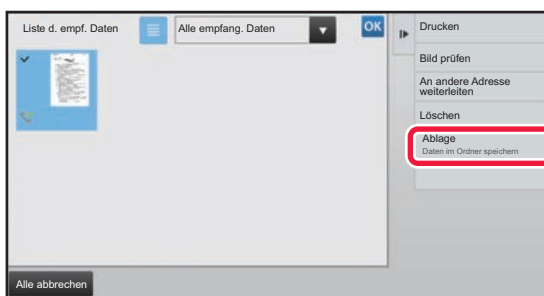 Liste d. empf. Daten
Alle empfang. Daten
OK
Drucken
Bild prüfen
An andere Adresse
weiterleiten
Löschen
Ablage
Daten im Ordner speichern
Alle abbrechen